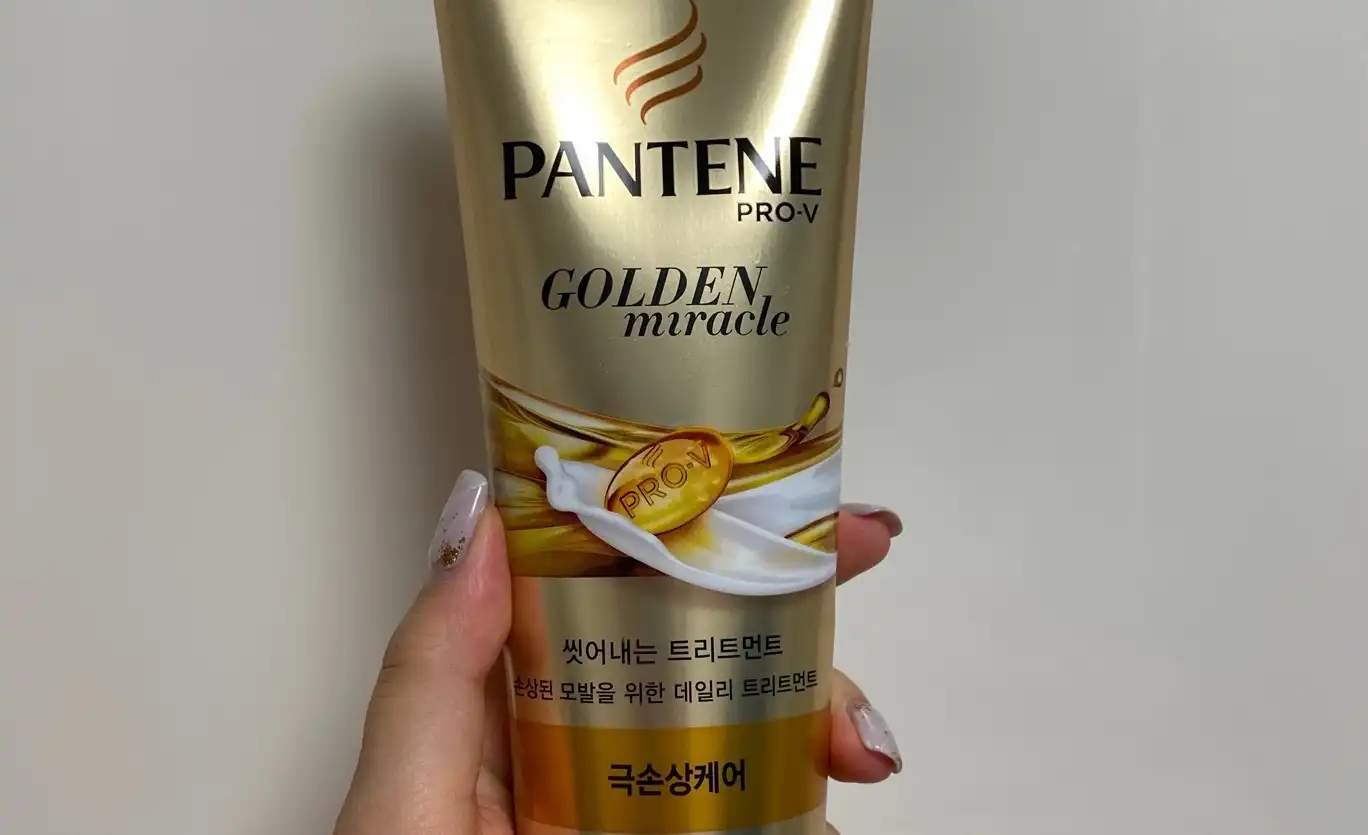 PANTENE
PRO-V
GOLDEN
miracle
PRO-V
씻어내는 트리트먼트
손상된 모발을 위한 데일리 트리트먼트
극손상케어